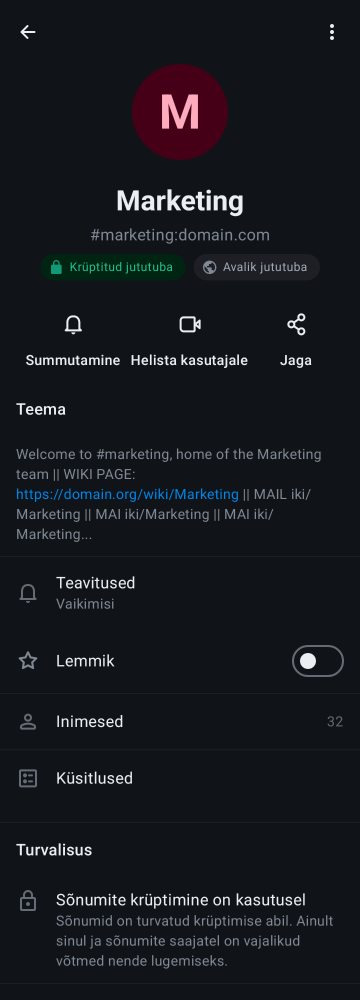 M
Marketing
#marketing:domain.com
Krüptitud jututuba
Avalik jututuba
Summutamine
Helista kasutajale
Jaga
Teema
Welcome to #marketing, home of the Marketing
team || WIKI PAGE:
https://domain.org/wiki/Marketing || MAIL iki/
Marketing || MAI iki/Marketing || MAI iki/
Marketing...
Teavitused
Vaikimisi
Lemmik
Inimesed
32
Küsitlused
Turvalisus
Sõnumite krüptimine on kasutusel
Sõnumid on turvatud krüptimise abil. Ainult
sinul ja sõnumite saajatel on vajalikud
võtmed nende lugemiseks.